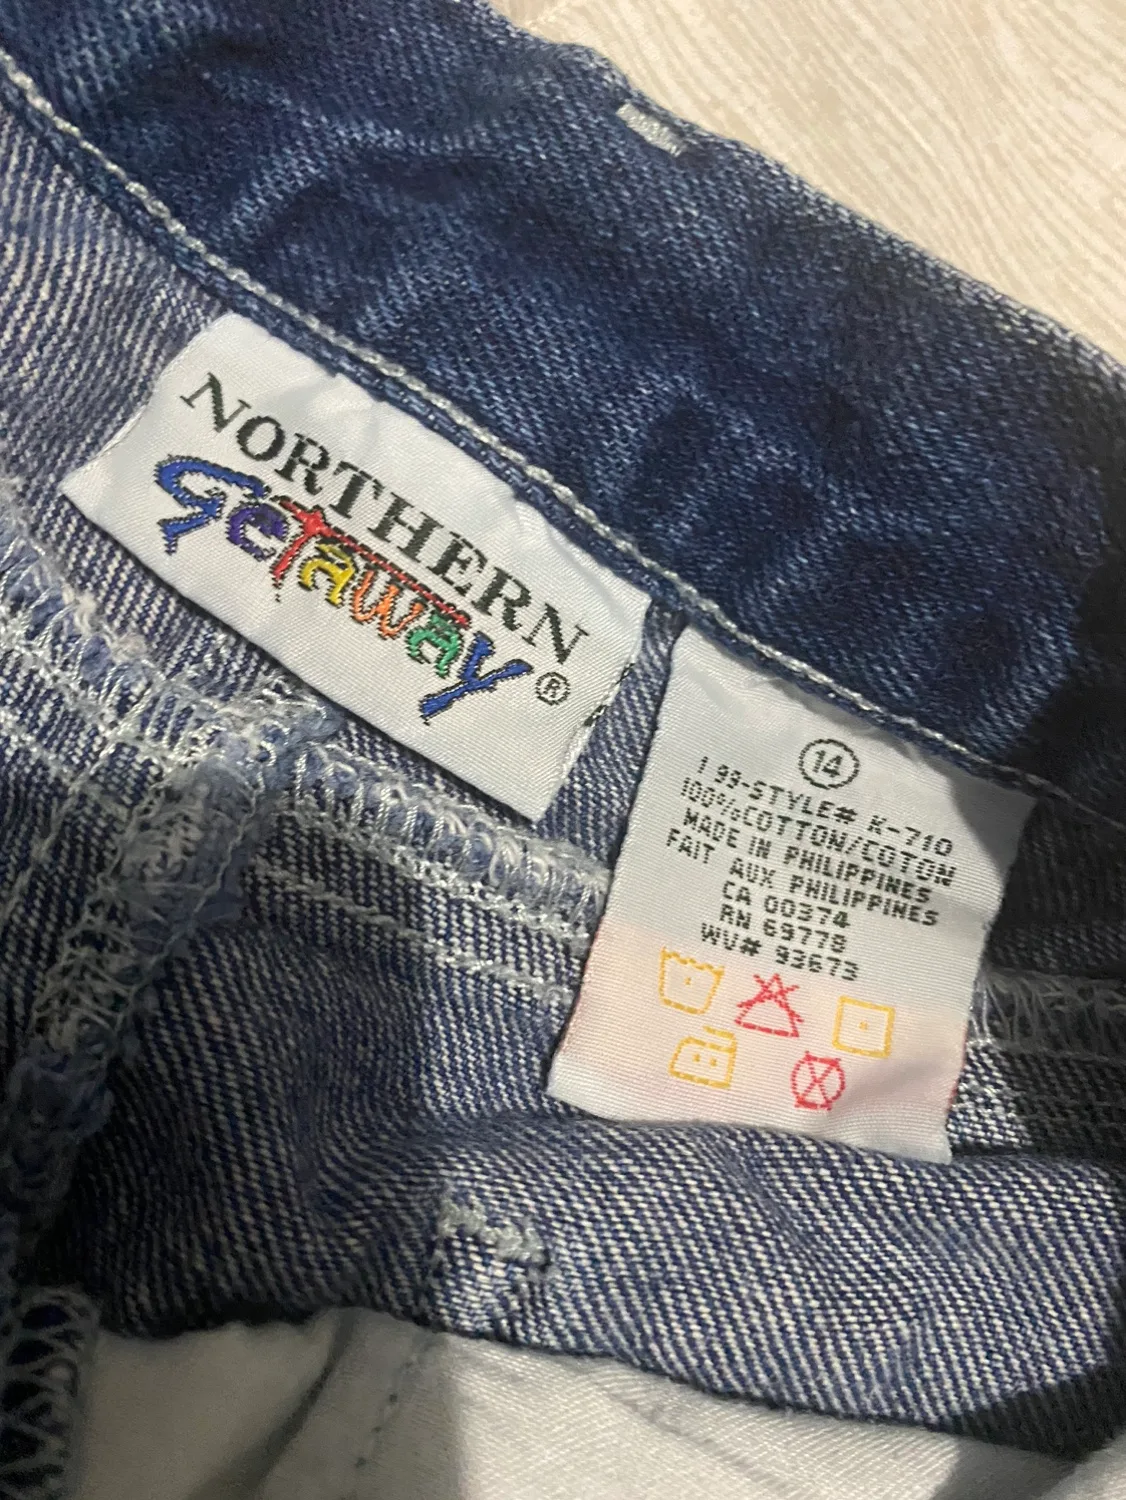 NORTHERN
Getaway®
14
1 99-STYLE# K-710
100%COTTON/COTON
MADE IN PHILIPPINES
FAIT AUX PHILIPPINES
CA 00374
RN 69778
WU# 93673